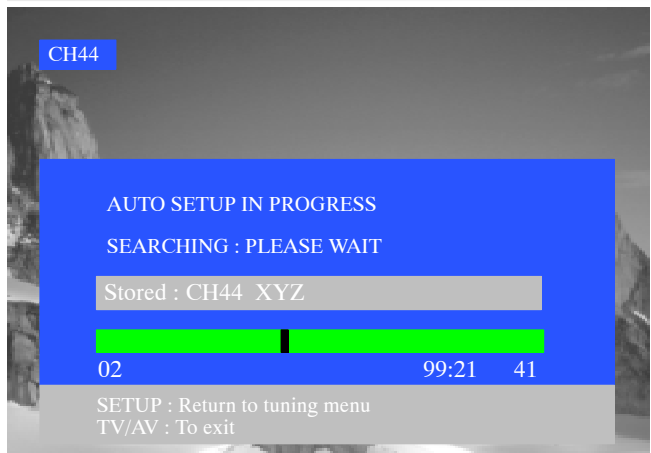 CH44
AUTO SETUP IN PROGRESS
SEARCHING : PLEASE WAIT
Stored : CH44 XYZ
02 99:21 41
SETUP : Return to tuning menu
TV/AV : To exit